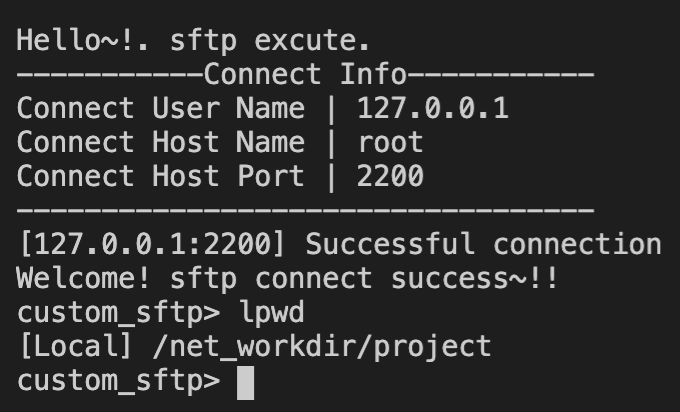 Hello~!. sftp excute.
-----------Connect Info-----------
Connect User Name | 127.0.0.1
Connect Host Name | root
Connect Host Port | 2200
----------------------------------
[127.0.0.1:2200] Successful connection
Welcome! sftp connect success~!!
custom_sftp> lpwd
[Local] /net_workdir/project
custom_sftp>